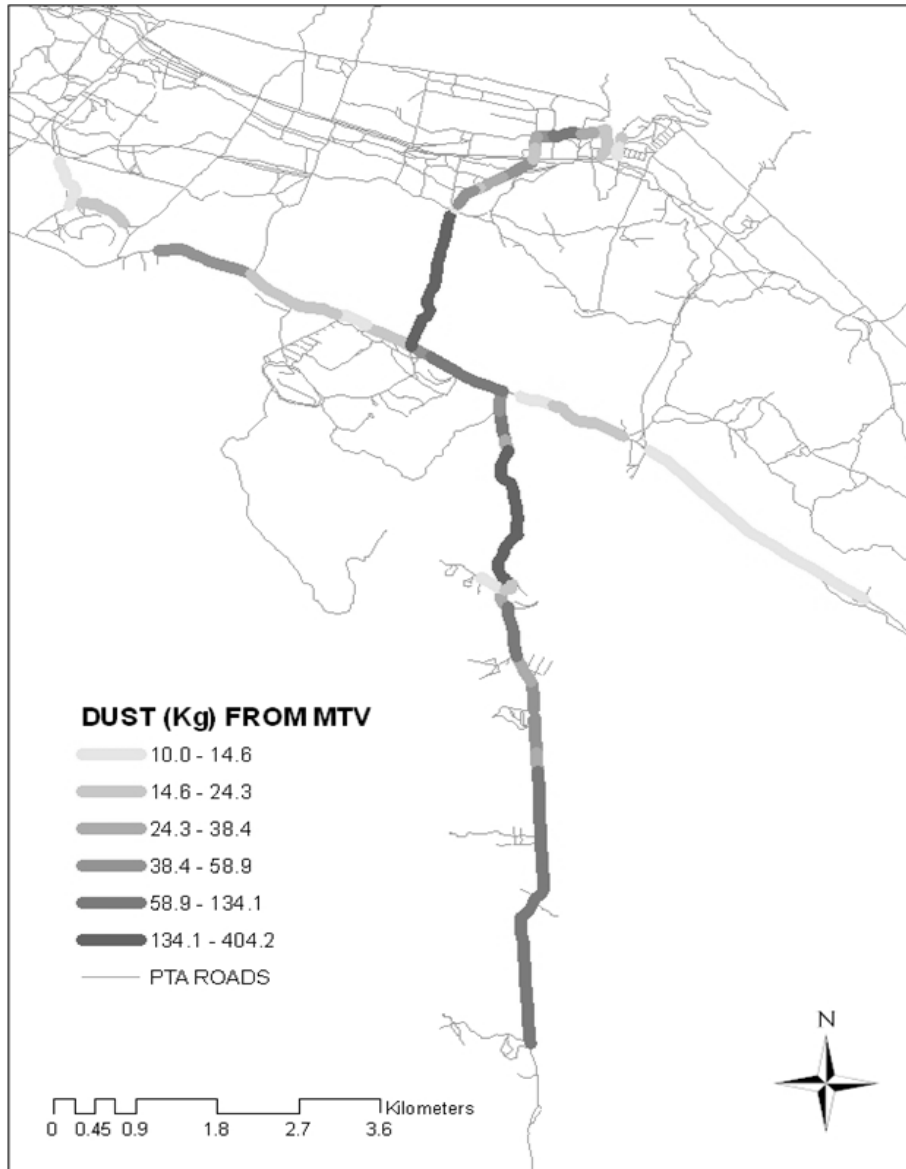 DUST (Kg) FROM MTV
10.0 - 14.6
14.6 - 24.3
24.3 - 38.4
38.4 - 58.9
58.9 - 134.1
134.1 - 404.2
PTA ROADS
N
Kilometers
0 0.45 0.9 1.8 2.7 3.6